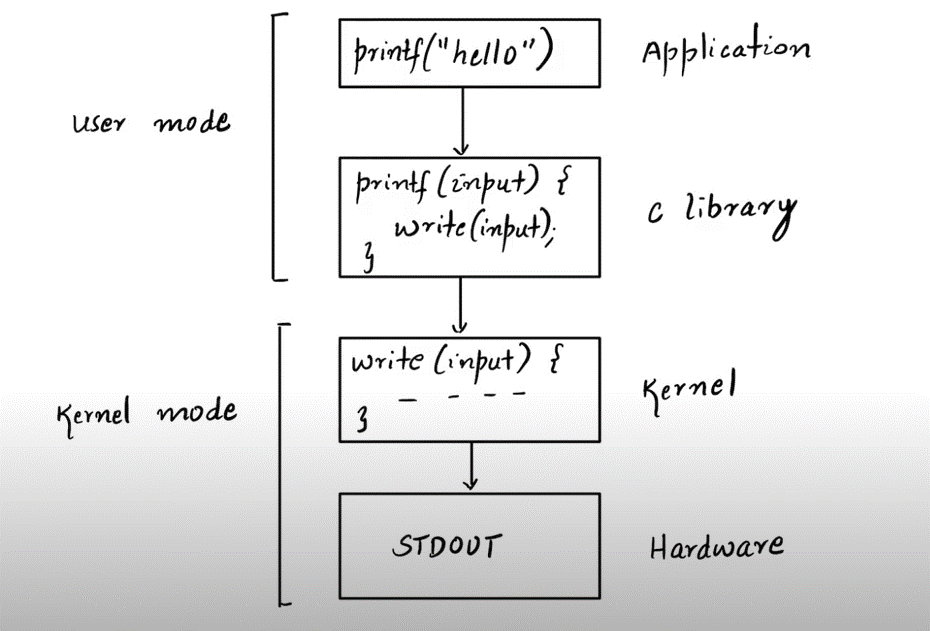 printf("hello")
Application
user mode
printf(input) {
write(input);
}
C library
write (input) {
- - - -
}
Kernel
Kernel mode
STDOUT
Hardware